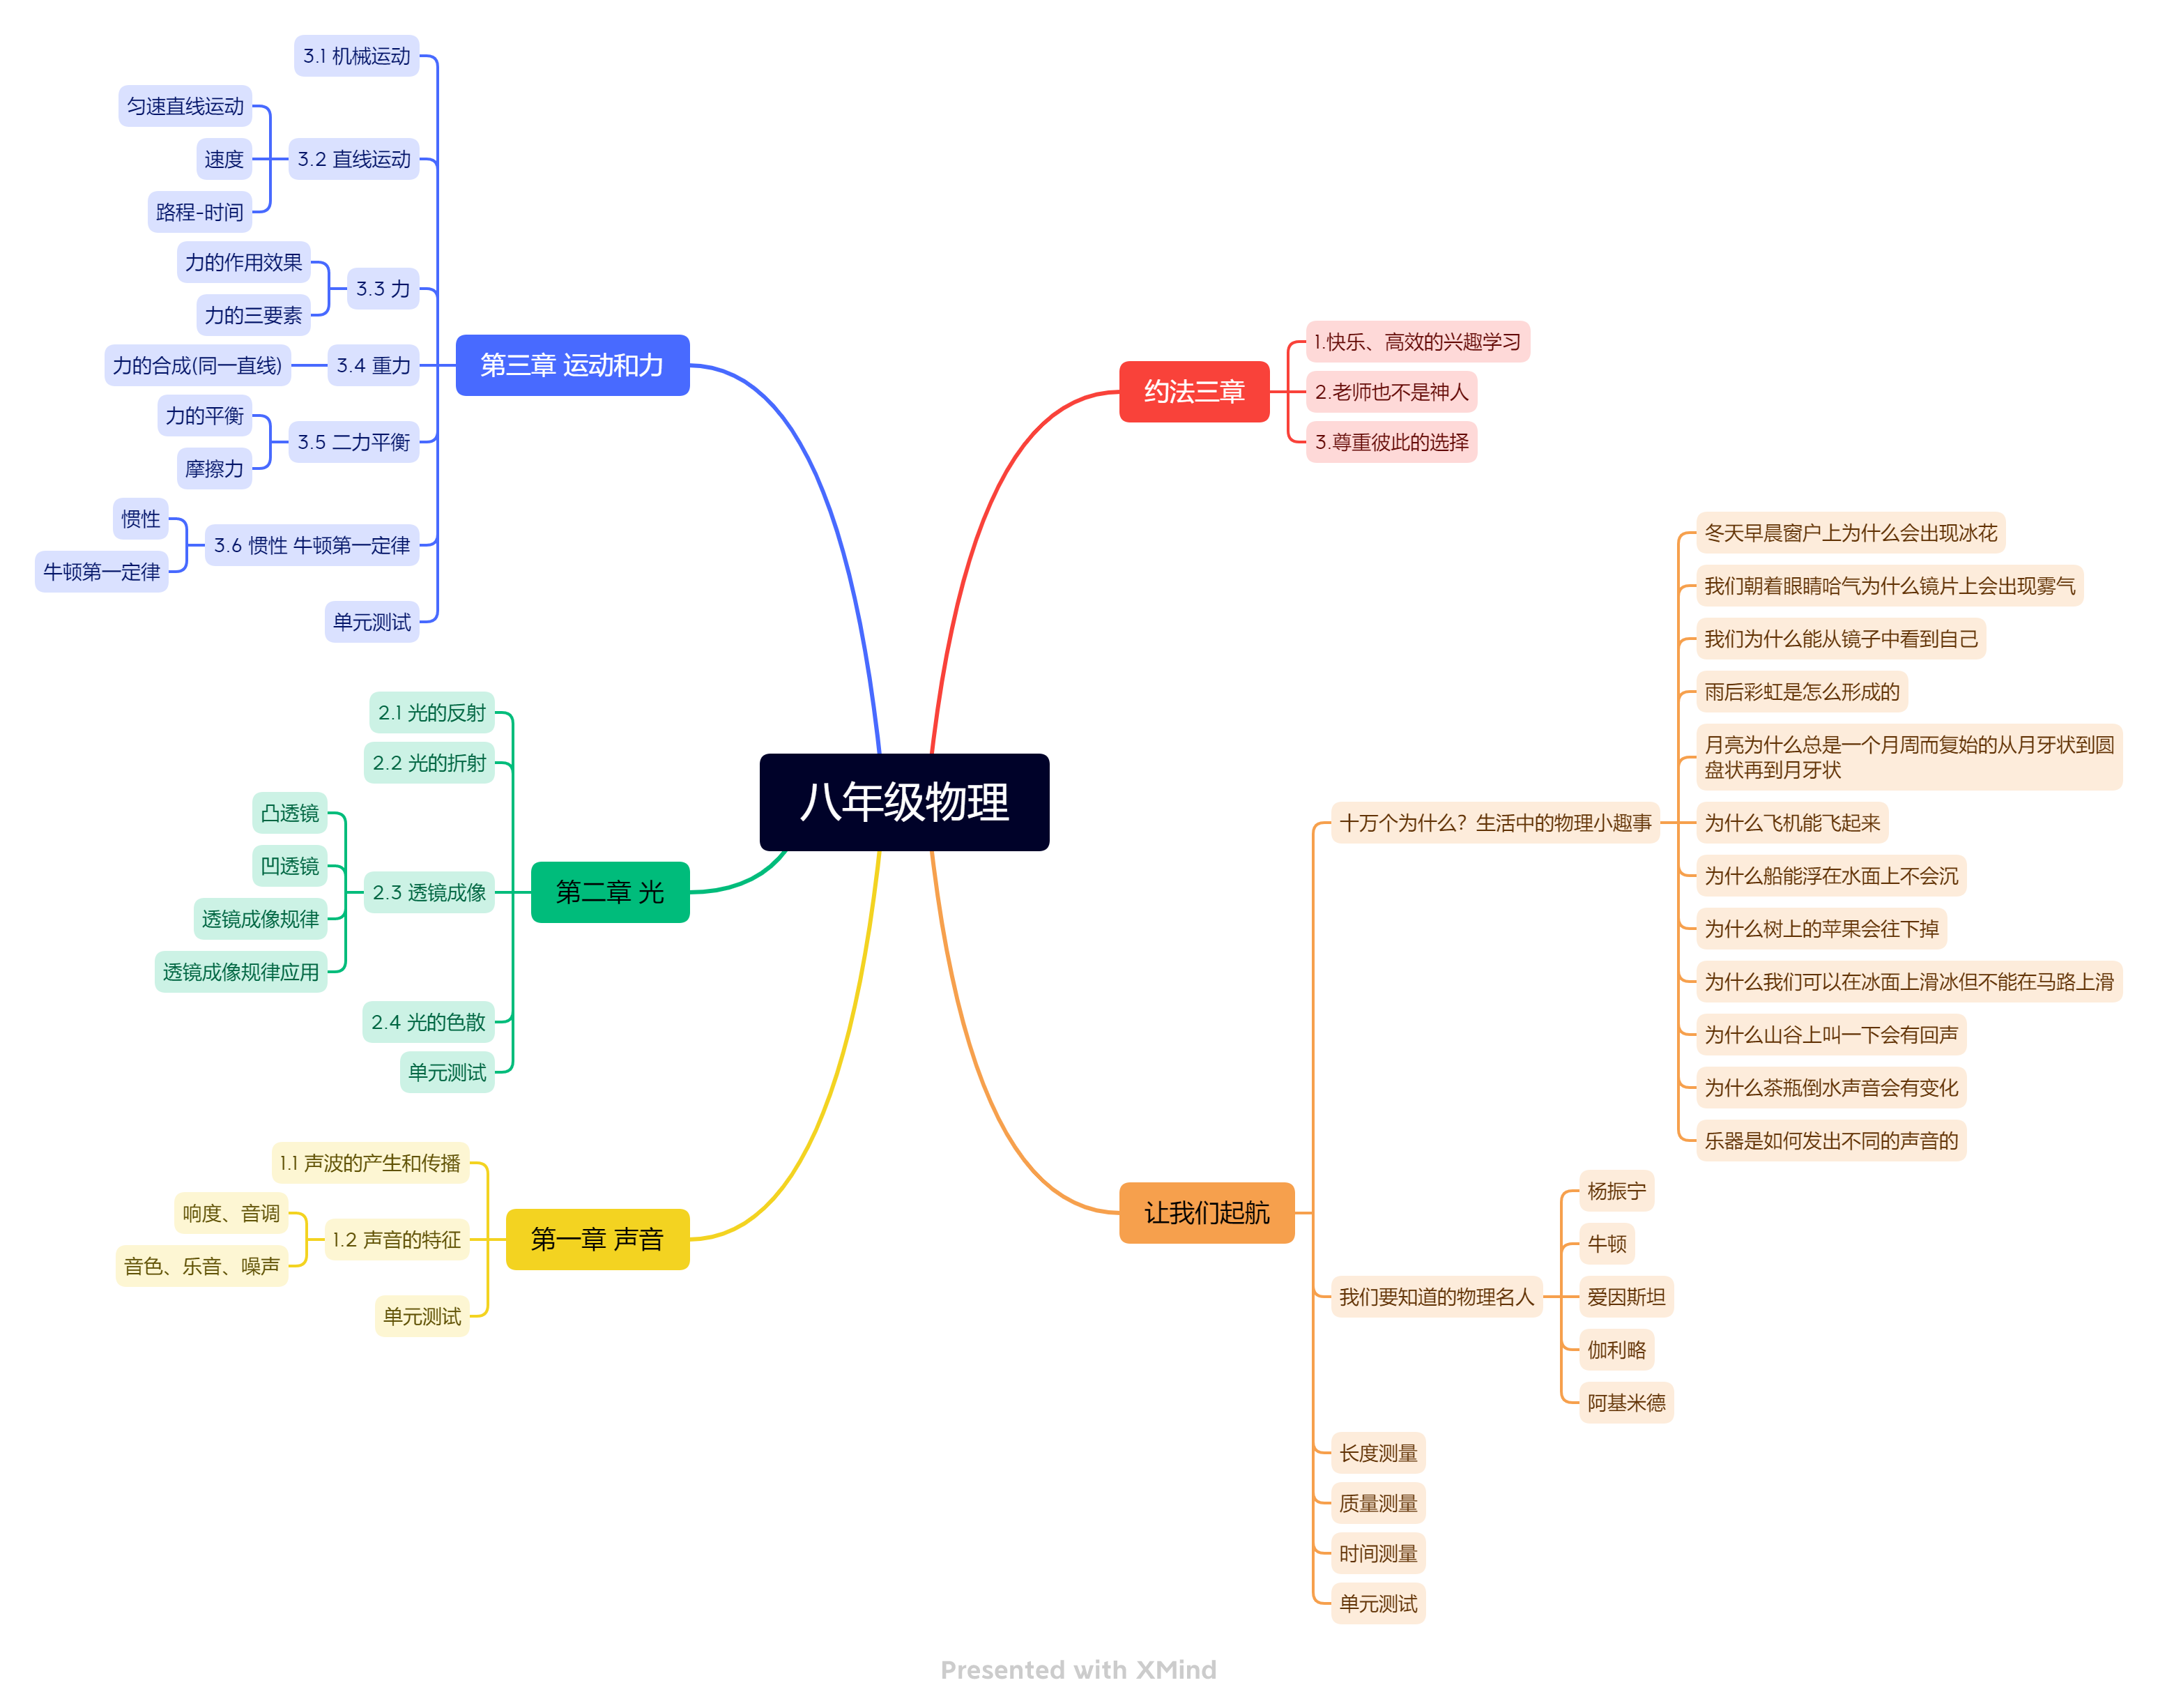 八年级物理
约法三章
1.快乐、高效的兴趣学习
2.老师也不是神人
3.尊重彼此的选择
让我们起航
十万个为什么？生活中的物理小趣事
冬天早晨窗户上为什么会出现冰花
我们朝着眼睛哈气为什么镜片上会出现雾气
我们为什么能从镜子中看到自己
雨后彩虹是怎么形成的
月亮为什么总是一个月周而复始的从月牙状到圆
盘状再到月牙状
为什么飞机能飞起来
为什么船能浮在水面上不会沉
为什么树上的苹果会往下掉
为什么我们可以在冰面上滑冰但不能在马路上滑
为什么山谷上叫一下会有回声
为什么茶瓶倒水声音会有变化
乐器是如何发出不同的声音的
我们要知道的物理名人
杨振宁
牛顿
爱因斯坦
伽利略
阿基米德
长度测量
质量测量
时间测量
单元测试
第一章 声音
1.1 声波的产生和传播
1.2 声音的特征
响度、音调
音色、乐音、噪声
单元测试
第二章 光
2.1 光的反射
2.2 光的折射
2.3 透镜成像
凸透镜
凹透镜
透镜成像规律
透镜成像规律应用
2.4 光的色散
单元测试
第三章 运动和力
3.1 机械运动
3.2 直线运动
匀速直线运动
速度
路程-时间
3.3 力
力的作用效果
力的三要素
3.4 重力
力的合成(同一直线)
3.5 二力平衡
力的平衡
摩擦力
3.6 惯性 牛顿第一定律
惯性
牛顿第一定律
单元测试
Presented with XMind